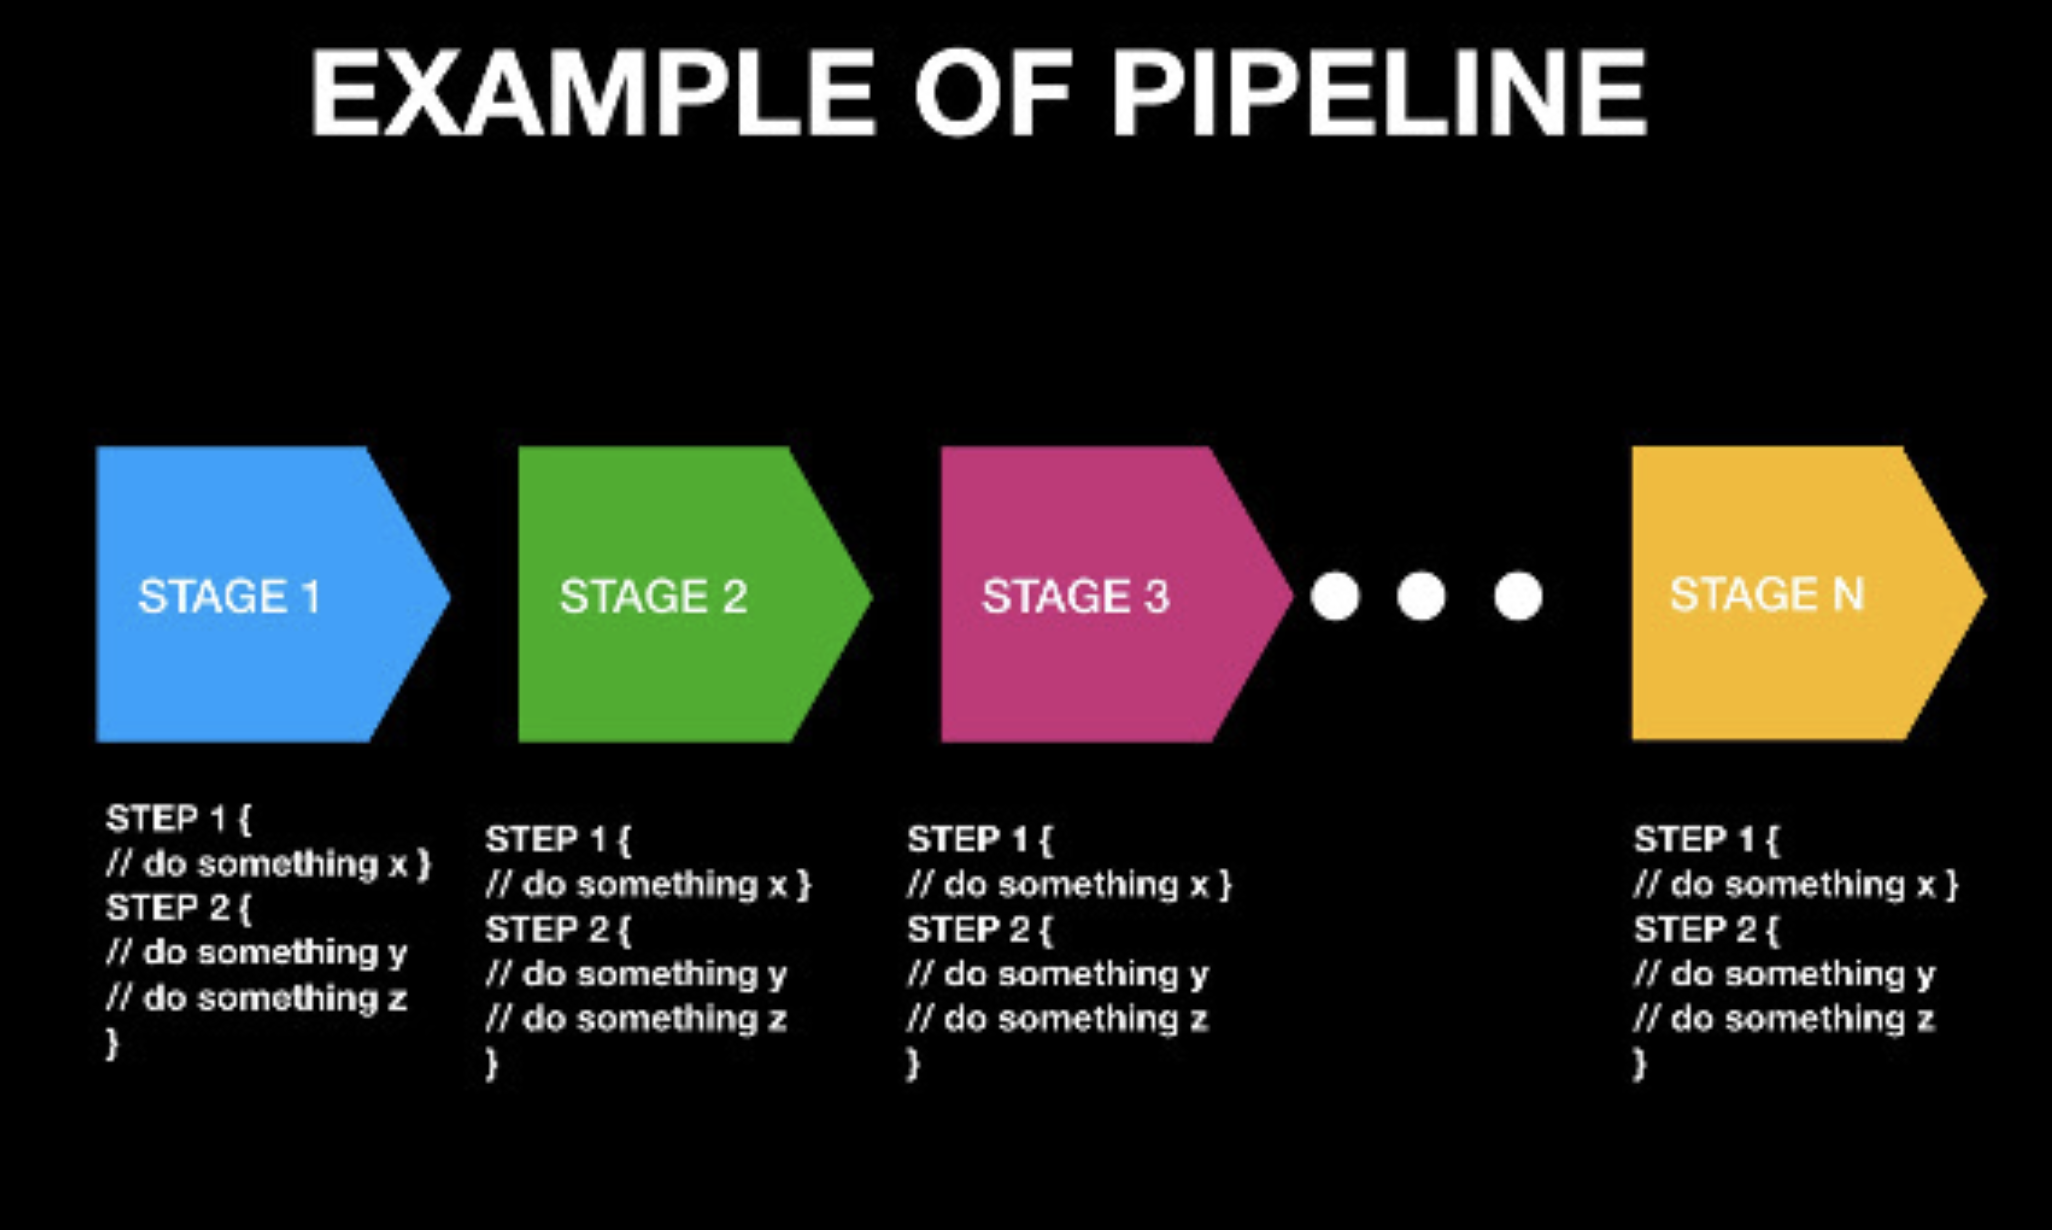 EXAMPLE OF PIPELINE
STAGE 1
STAGE 2
STAGE 3
STAGE N
STEP 1 {
// do something x }
STEP 2 {
// do something y
// do something z
}
STEP 1 {
// do something x }
STEP 2 {
// do something y
// do something z
}
STEP 1 {
// do something x }
STEP 2 {
// do something y
// do something z
}
STEP 1 {
// do something x }
STEP 2 {
// do something y
// do something z
}